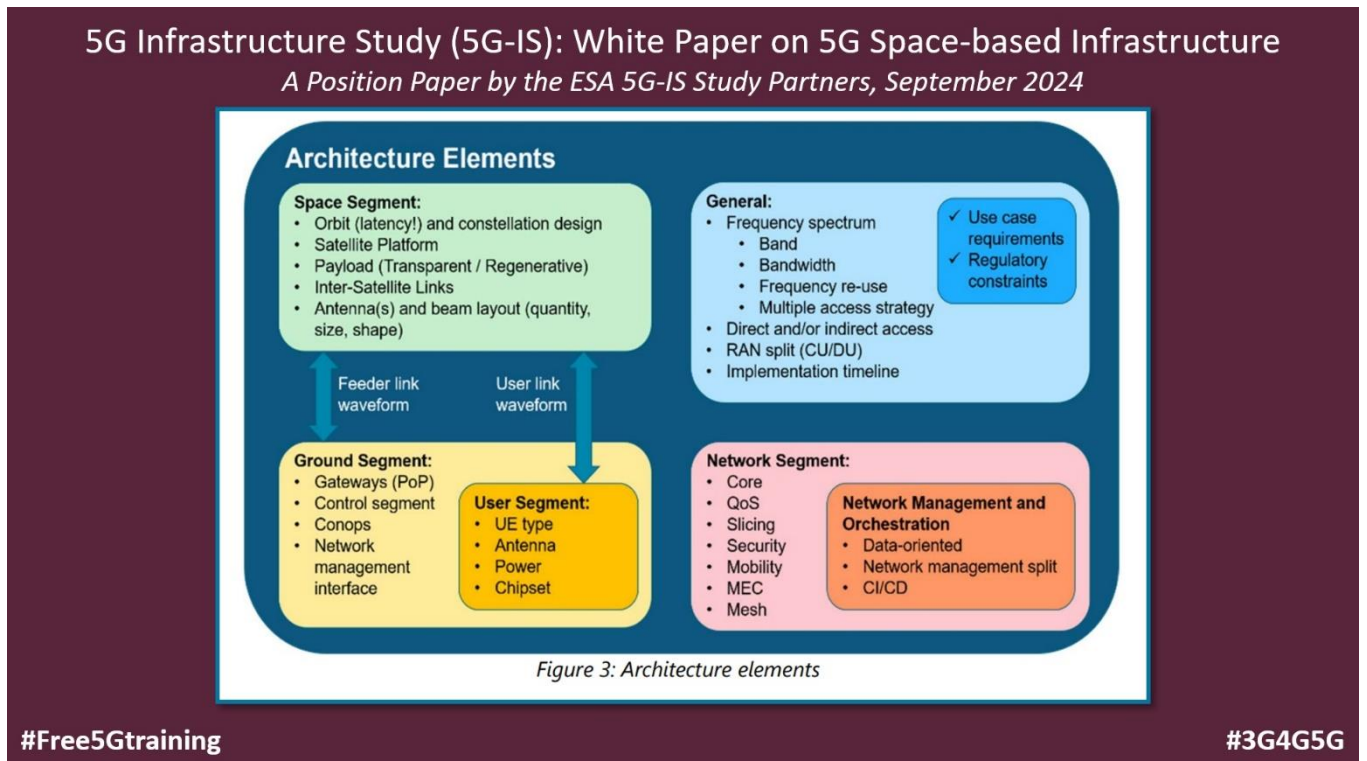 5G Infrastructure Study (5G-IS): White Paper on 5G Space-based Infrastructure
A Position Paper by the ESA 5G-IS Study Partners, September 2024
Architecture Elements
Space Segment:
• Orbit (latency!) and constellation design
• Satellite Platform
• Payload (Transparent / Regenerative)
• Inter-Satellite Links
• Antenna(s) and beam layout (quantity,
size, shape)
General:
• Frequency spectrum
• Band
• Bandwidth
• Frequency re-use
• Multiple access strategy
• Direct and/or indirect access
• RAN split (CU/DU)
• Implementation timeline
✓ Use case
requirements
✓ Regulatory
constraints
Feeder link
waveform
User link
waveform
Ground Segment:
• Gateways (PoP)
• Control segment
• Conops
• Network
management
interface
User Segment:
• UE type
• Antenna
• Power
• Chipset
Network Segment:
• Core
• QoS
• Slicing
• Security
• Mobility
• MEC
• Mesh
Network Management and
Orchestration
• Data-oriented
• Network management split
• CI/CD
Figure 3: Architecture elements
#Free5Gtraining
#3G4G5G